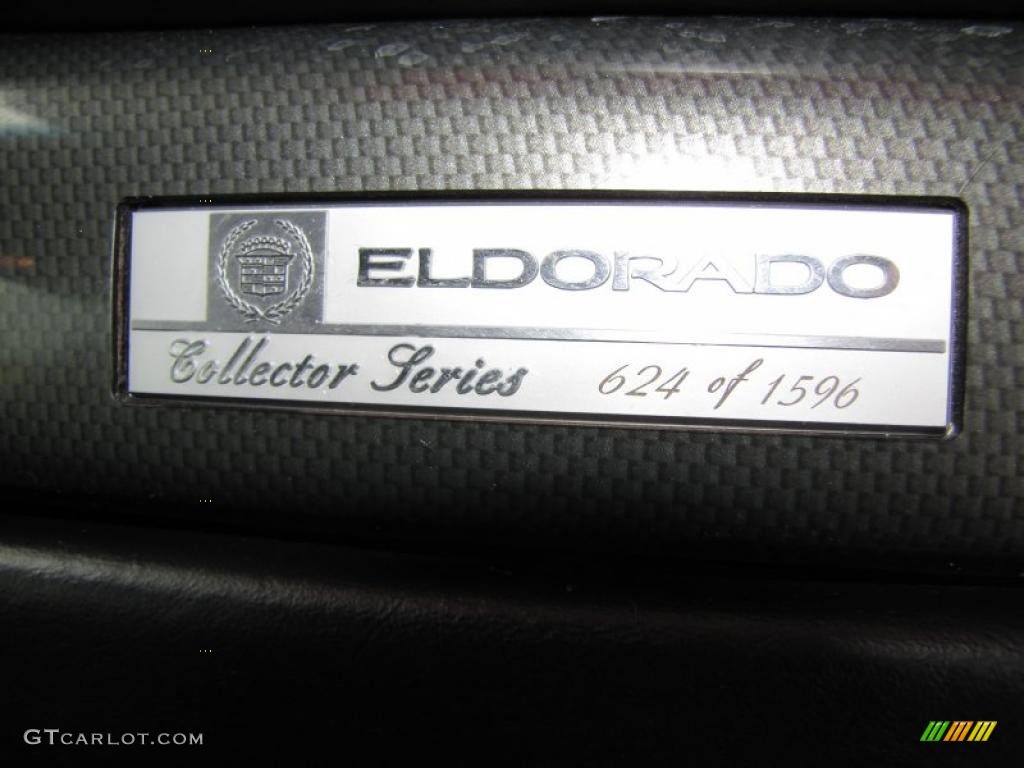 ELDORADO
Collector Series 624 of 1596
GTCARLOT.COM